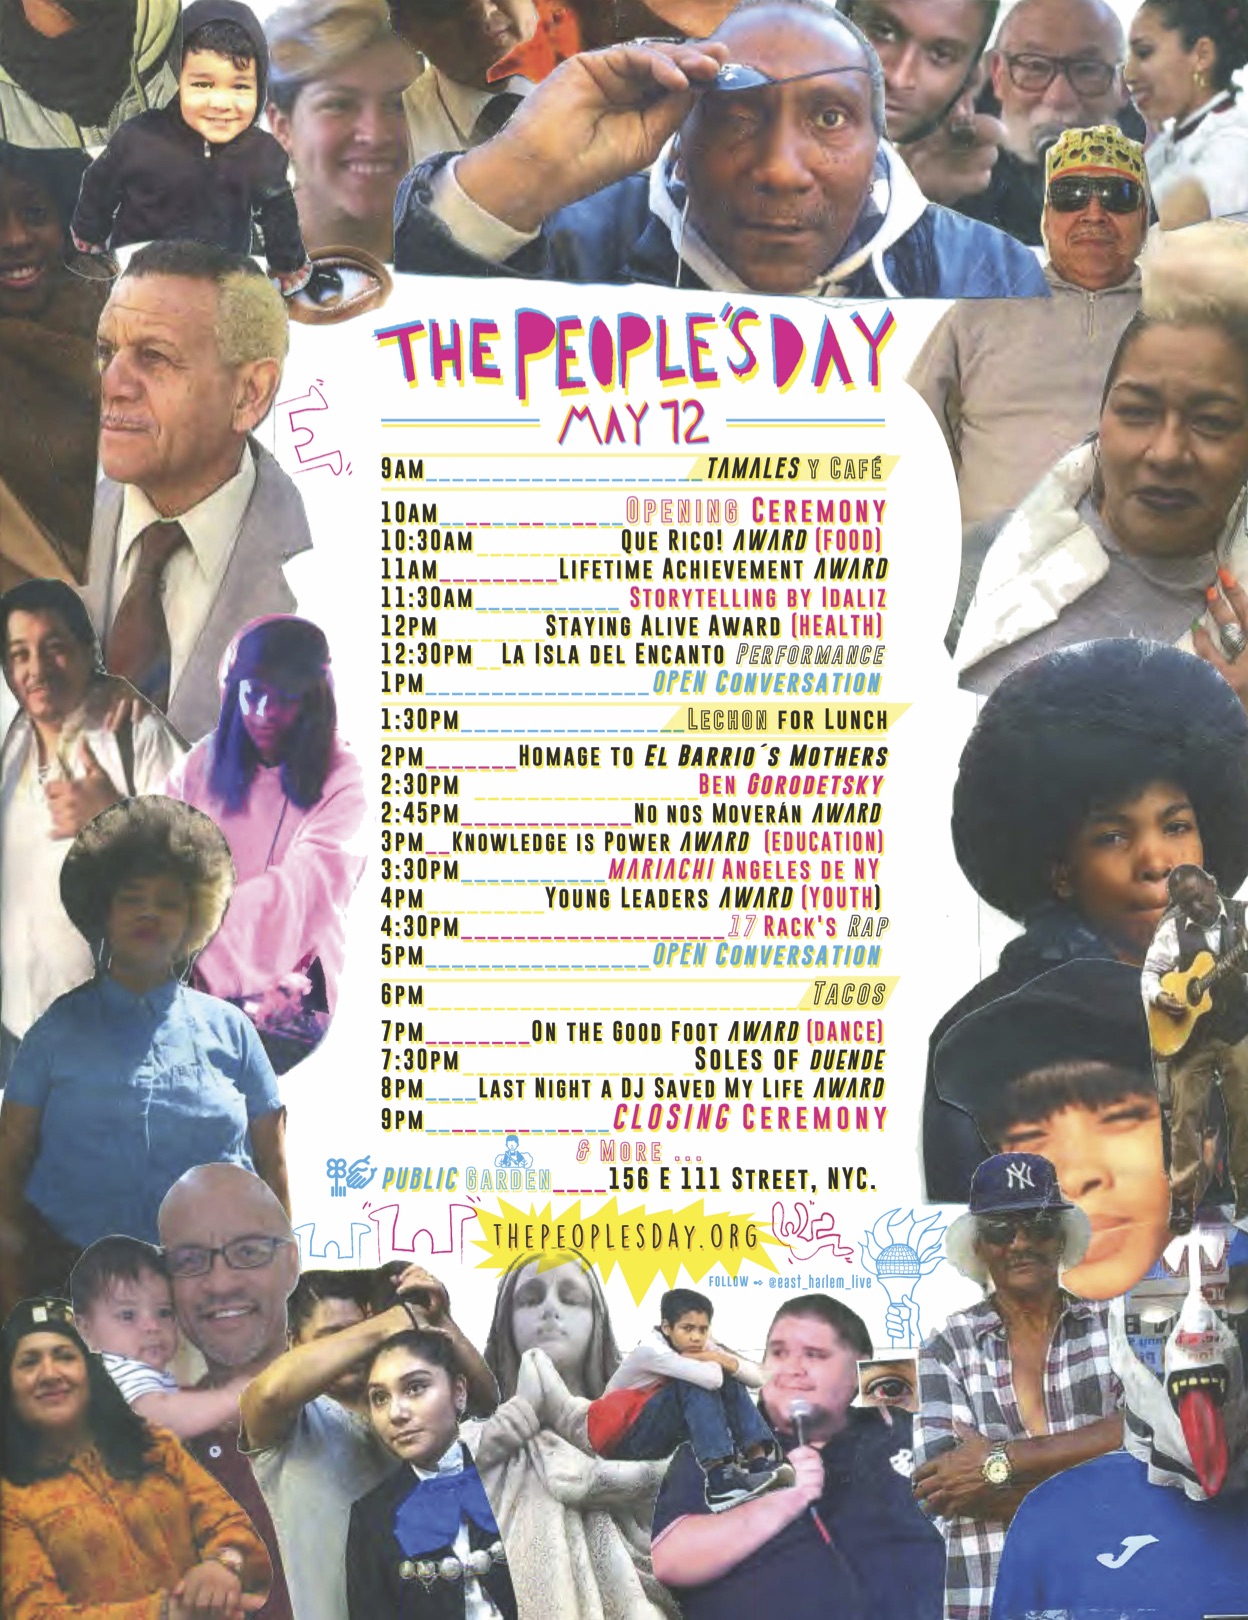 THE PEOPLE'S DAY
MAY 12
9AM TAMALES Y CAFÉ
10AM OPENING CEREMONY
10:30AM QUE RICO! AWARD (FOOD)
11AM LIFETIME ACHIEVEMENT AWARD
11:30AM STORYTELLING BY IDALIZ
12PM STAYING ALIVE AWARD (HEALTH)
12:30PM LA ISLA DEL ENCANTO PERFORMANCE
1PM OPEN CONVERSATION
1:30PM LECHON FOR LUNCH
2PM HOMAGE TO EL BARRIO´S MOTHERS
2:30PM BEN GORODETSKY
2:45PM NO NOS MOVERÁN AWARD
3PM KNOWLEDGE IS POWER AWARD (EDUCATION)
3:30PM MARIACHI ANGELES DE NY
4PM YOUNG LEADERS AWARD (YOUTH)
4:30PM 17 RACK'S RAP
5PM OPEN CONVERSATION
6PM TACOS
7PM ON THE GOOD FOOT AWARD (DANCE)
7:30PM SOLES OF DUENDE
8PM LAST NIGHT A DJ SAVED MY LIFE AWARD
9PM CLOSING CEREMONY
& MORE ...
PUBLIC GARDEN 156 E 111 STREET, NYC.
THEPEOPLESDAY.ORG
FOLLOW ➺ @east_harlem_live
NY